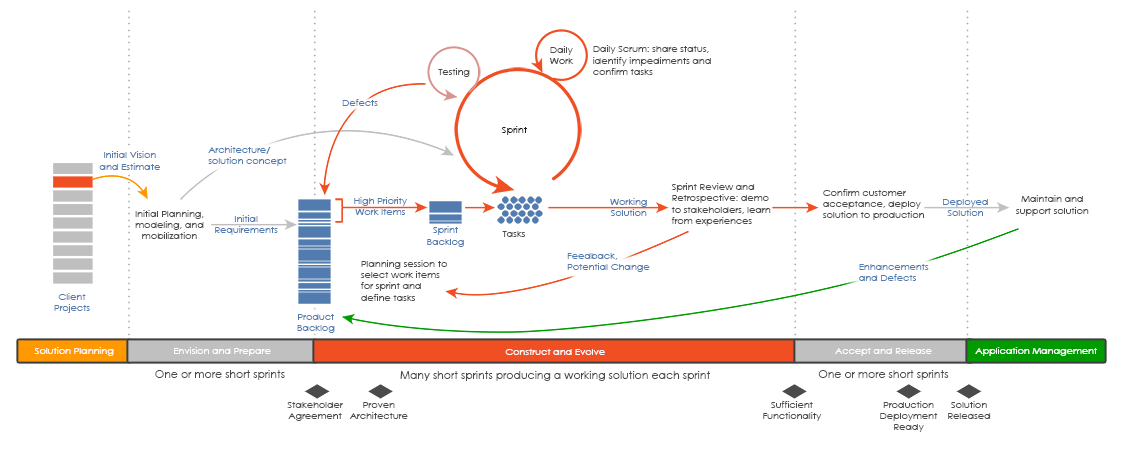 Daily
Work
Daily Scrum: share status,
identify impediments and
confirm tasks
Testing
Defects
Sprint
Architecture/
solution concept
Initial Vision
and Estimate
Initial Planning,
modeling, and
mobilization
Initial
Requirements
High Priority
Work Items
Sprint
Backlog
Tasks
Working
Solution
Sprint Review and
Retrospective: demo
to stakeholders, learn
from experiences
Confirm customer
acceptance, deploy
solution to production
Deployed
Solution
Maintain and
support solution
Planning session to
select work items
for sprint and
define tasks
Feedback,
Potential Change
Enhancements
and Defects
Client
Projects
Product
Backlog
Solution Planning
Envision and Prepare
Construct and Evolve
Accept and Release
Application Management
One or more short sprints
Many short sprints producing a working solution each sprint
One or more short sprints
Stakeholder
Agreement
Proven
Architecture
Sufficient
Functionality
Production
Deployment
Ready
Solution
Released